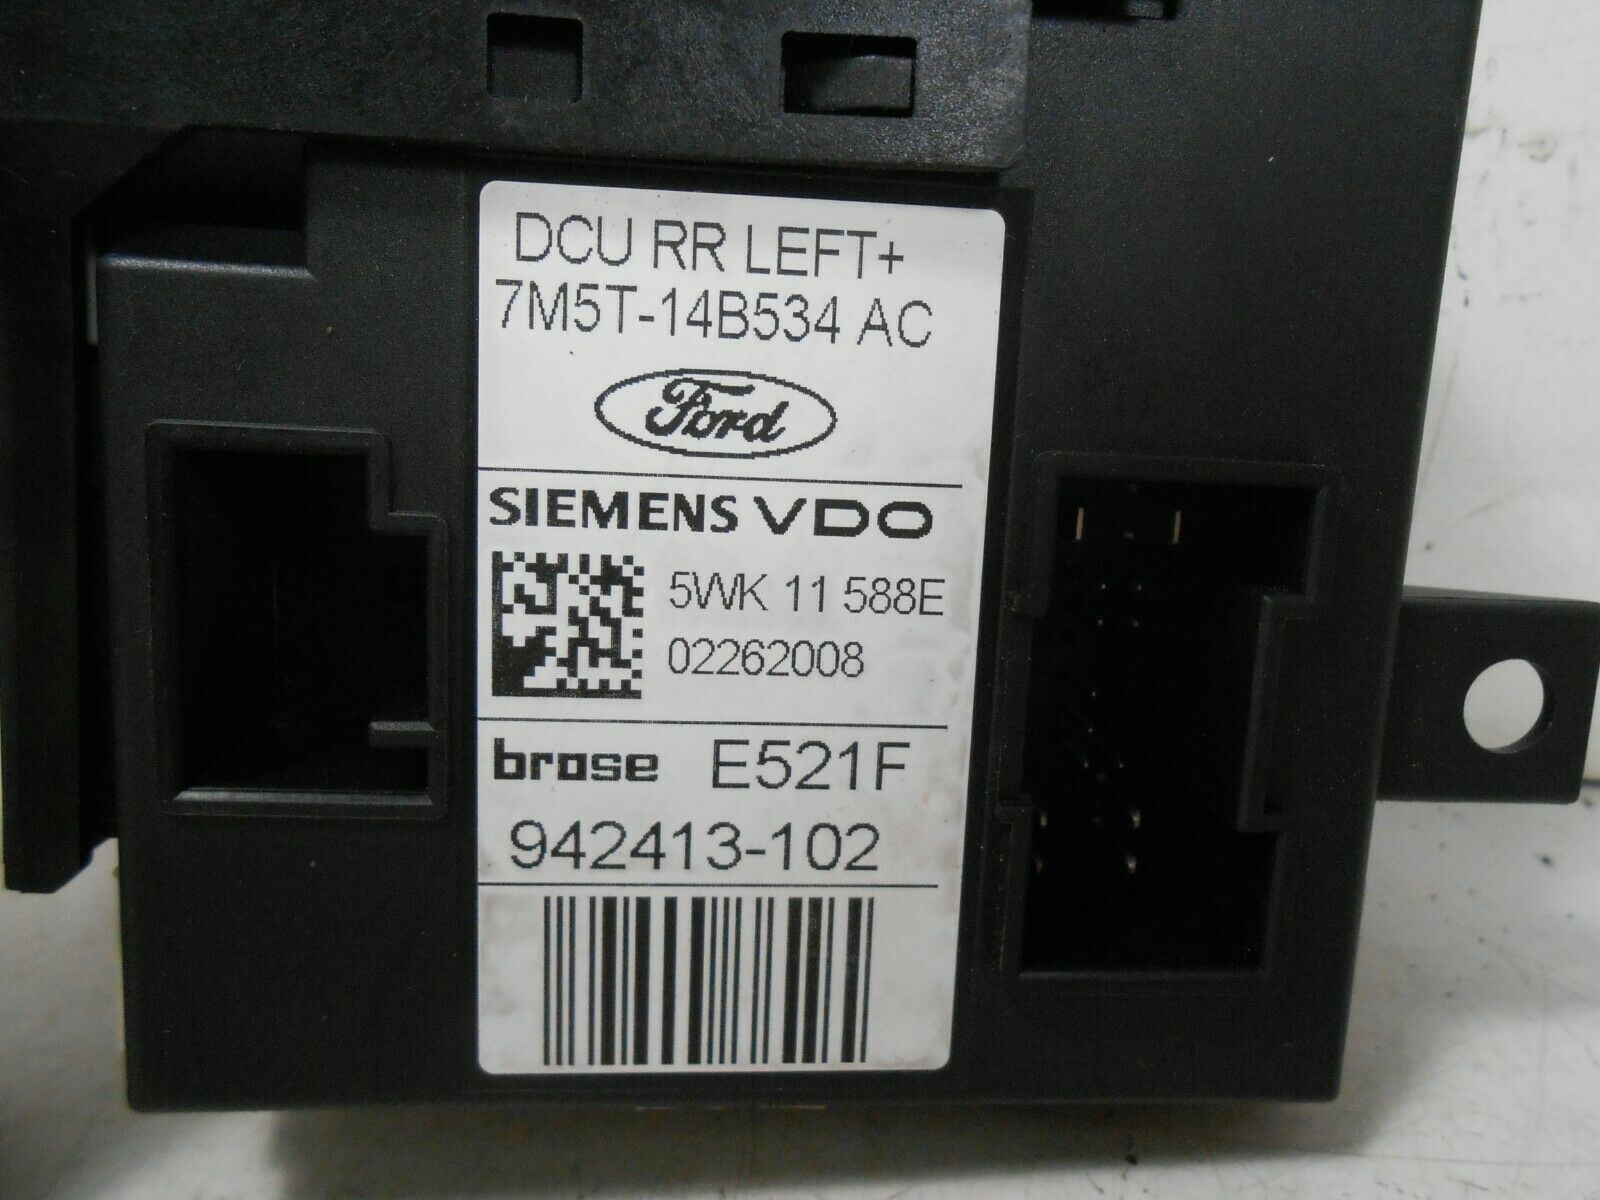 DCU RR LEFT+
7M5T-14B534 AC
Ford
SIEMENS VDO
5WK 11 588E
02262008
brose E521F
942413-102